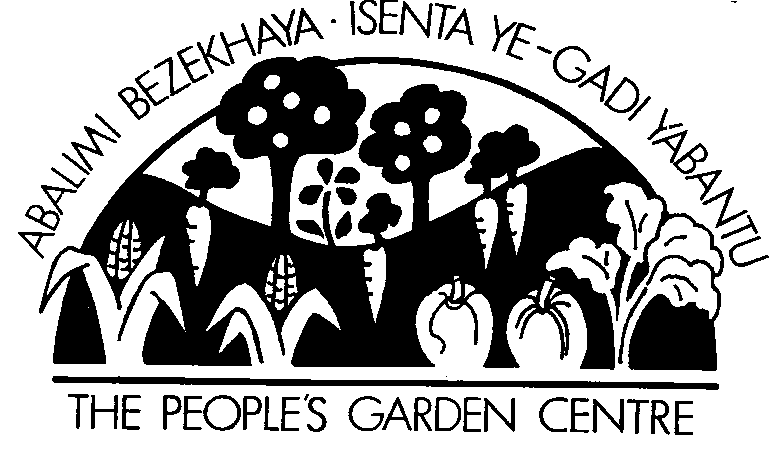 ABALIMI BEZEKHAYA · ISENTA YE-GADI YABANTU
THE PEOPLE'S GARDEN CENTRE